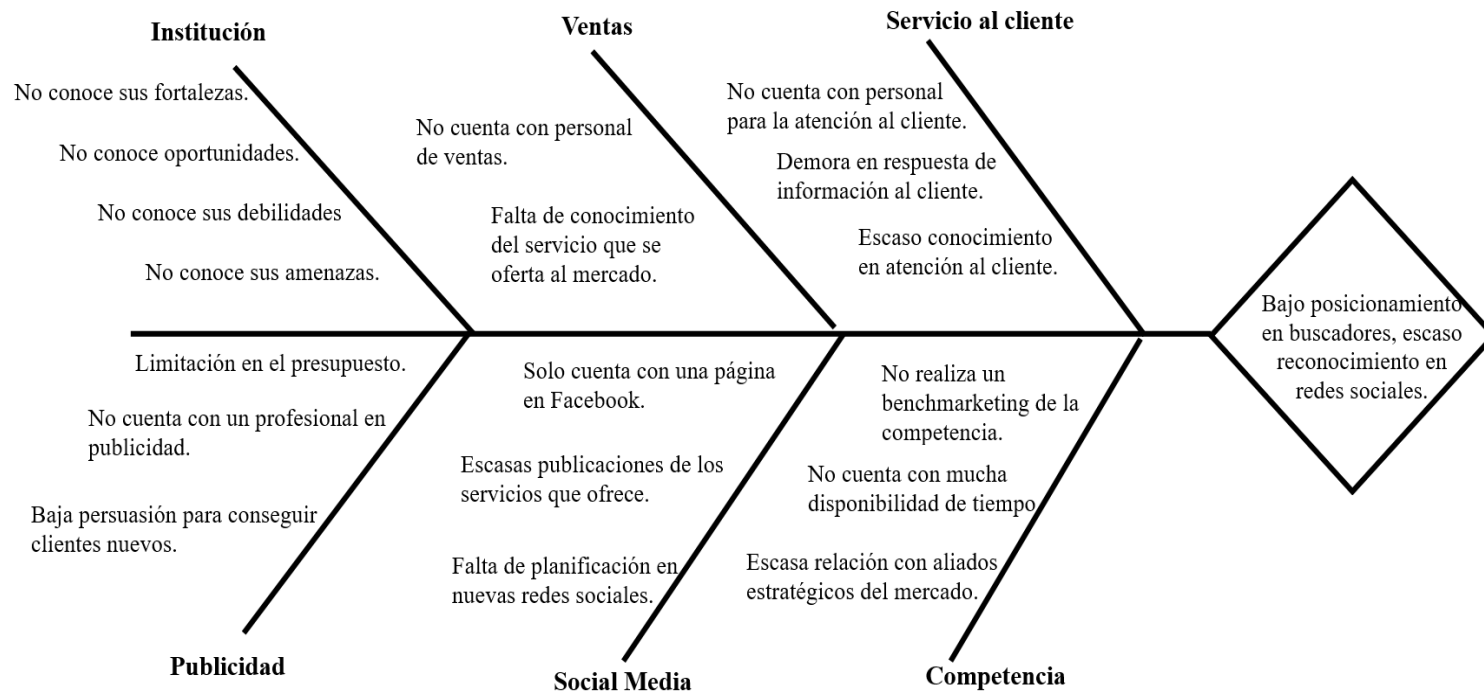 Institución
No conoce sus fortalezas.
No conoce oportunidades.
No conoce sus debilidades
No conoce sus amenazas.
Ventas
No cuenta con personal
de ventas.
Falta de conocimiento
del servicio que se
oferta al mercado.
Servicio al cliente
No cuenta con personal
para la atención al cliente.
Demora en respuesta de
información al cliente.
Escaso conocimiento
en atención al cliente.
Bajo posicionamiento
en buscadores, escaso
reconocimiento en
redes sociales.
Limitación en el presupuesto.
No cuenta con un profesional en
publicidad.
Baja persuasión para conseguir
clientes nuevos.
Publicidad
Solo cuenta con una página
en Facebook.
Escasas publicaciones de los
servicios que ofrece.
Falta de planificación en
nuevas redes sociales.
Social Media
No realiza un
benchmarketing de la
competencia.
No cuenta con mucha
disponibilidad de tiempo
Escasa relación con aliados
estratégicos del mercado.
Competencia